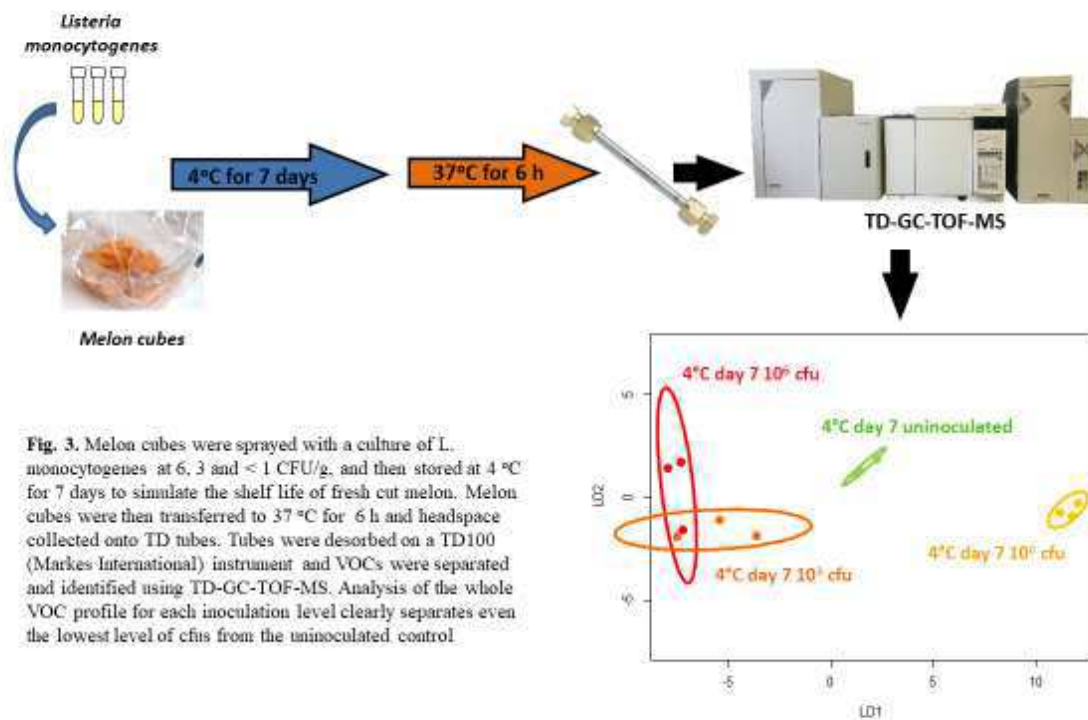 Listeria
monocytogenes
4°C for 7 days
37°C for 6 h
TD-GC-TOF-MS
Melon cubes
Fig. 3. Melon cubes were sprayed with a culture of L.
monocytogenes at 6, 3 and < 1 CFU/g, and then stored at 4 °C
for 7 days to simulate the shelf life of fresh cut melon. Melon
cubes were then transferred to 37 °C for 6 h and headspace
collected onto TD tubes. Tubes were desorbed on a TD100
(Markes International) instrument and VOCs were separated
and identified using TD-GC-TOF-MS. Analysis of the whole
VOC profile for each inoculation level clearly separates even
the lowest level of cfus from the uninoculated control
4°C day 7 10⁶ cfu
4°C day 7 uninoculated
4°C day 7 10³ cfu
4°C day 7 10⁰ cfu
LD2
5
0
-5
-5
0
5
10
LD1